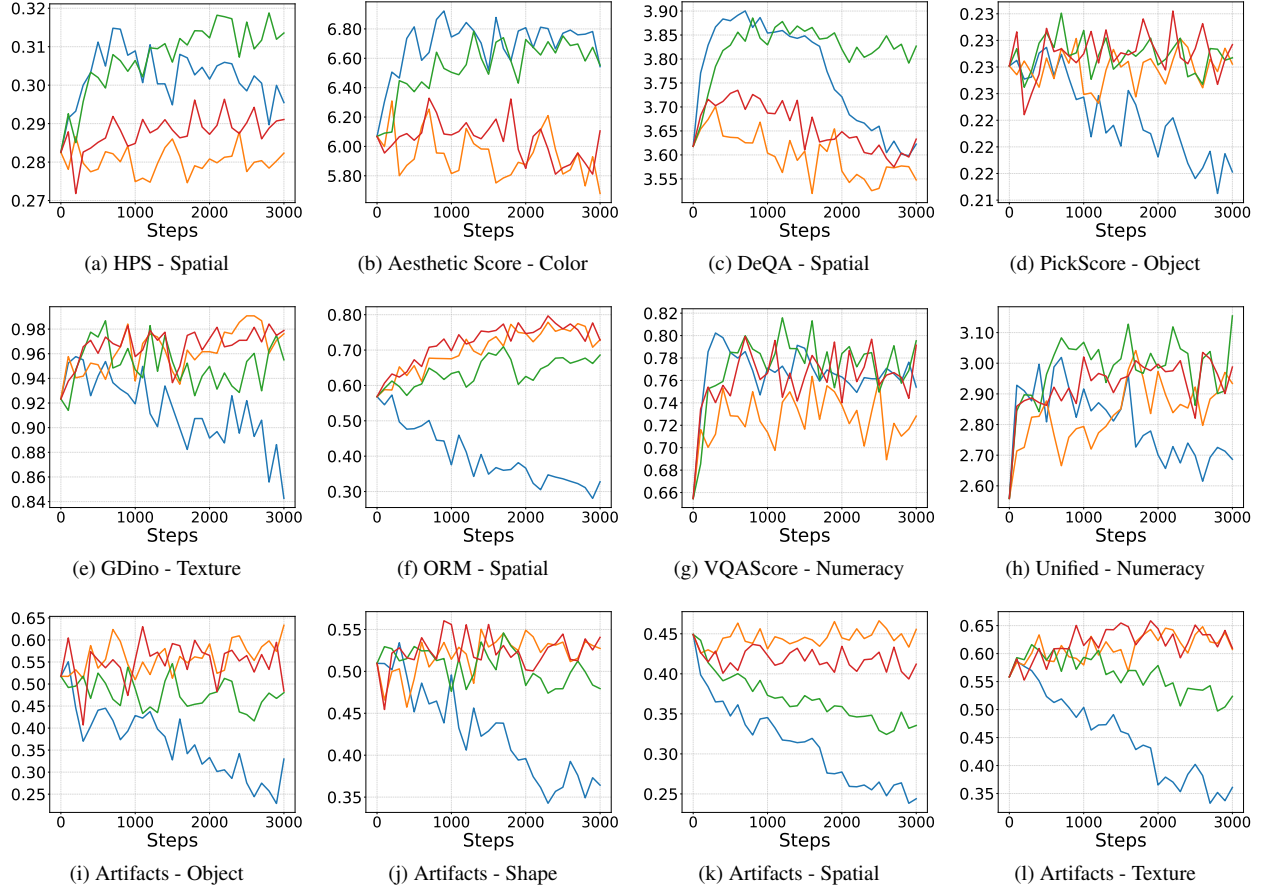 0.32
0.31
0.30
0.29
0.28
0.27
0 1000 2000 3000
Steps
(a) HPS - Spatial
6.80
6.60
6.40
6.20
6.00
5.80
0 1000 2000 3000
Steps
(b) Aesthetic Score - Color
3.90
3.85
3.80
3.75
3.70
3.65
3.60
3.55
0 1000 2000 3000
Steps
(c) DeQA - Spatial
0.23
0.23
0.23
0.22
0.22
0.22
0.21
0 1000 2000 3000
Steps
(d) PickScore - Object
0.98
0.96
0.94
0.92
0.90
0.88
0.86
0.84
0 1000 2000 3000
Steps
(e) GDino - Texture
0.80
0.70
0.60
0.50
0.40
0.30
0 1000 2000 3000
Steps
(f) ORM - Spatial
0.82
0.80
0.78
0.76
0.74
0.72
0.70
0.68
0.66
0 1000 2000 3000
Steps
(g) VQAScore - Numeracy
3.10
3.00
2.90
2.80
2.70
2.60
0 1000 2000 3000
Steps
(h) Unified - Numeracy
0.65
0.60
0.55
0.50
0.45
0.40
0.35
0.30
0.25
0 1000 2000 3000
Steps
(i) Artifacts - Object
0.55
0.50
0.45
0.40
0.35
0 1000 2000 3000
Steps
(j) Artifacts - Shape
0.45
0.40
0.35
0.30
0.25
0 1000 2000 3000
Steps
(k) Artifacts - Spatial
0.65
0.60
0.55
0.50
0.45
0.40
0.35
0 1000 2000 3000
Steps
(l) Artifacts - Texture